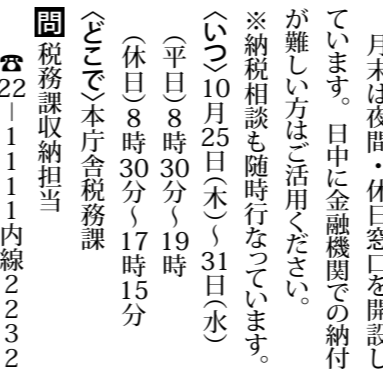 月末は夜間・休日窓口を開設し
ています。日中に金融機関での納付
が難しい方はご活用ください。
※納税相談も随時行なっています。
〈いつ〉10月25日（木）～31日（水）
（平日）8時30分～19時
（休日）8時30分～17時15分
〈どこで〉本庁舎税務課
問 税務課収納担当
☎22－1111内線2232